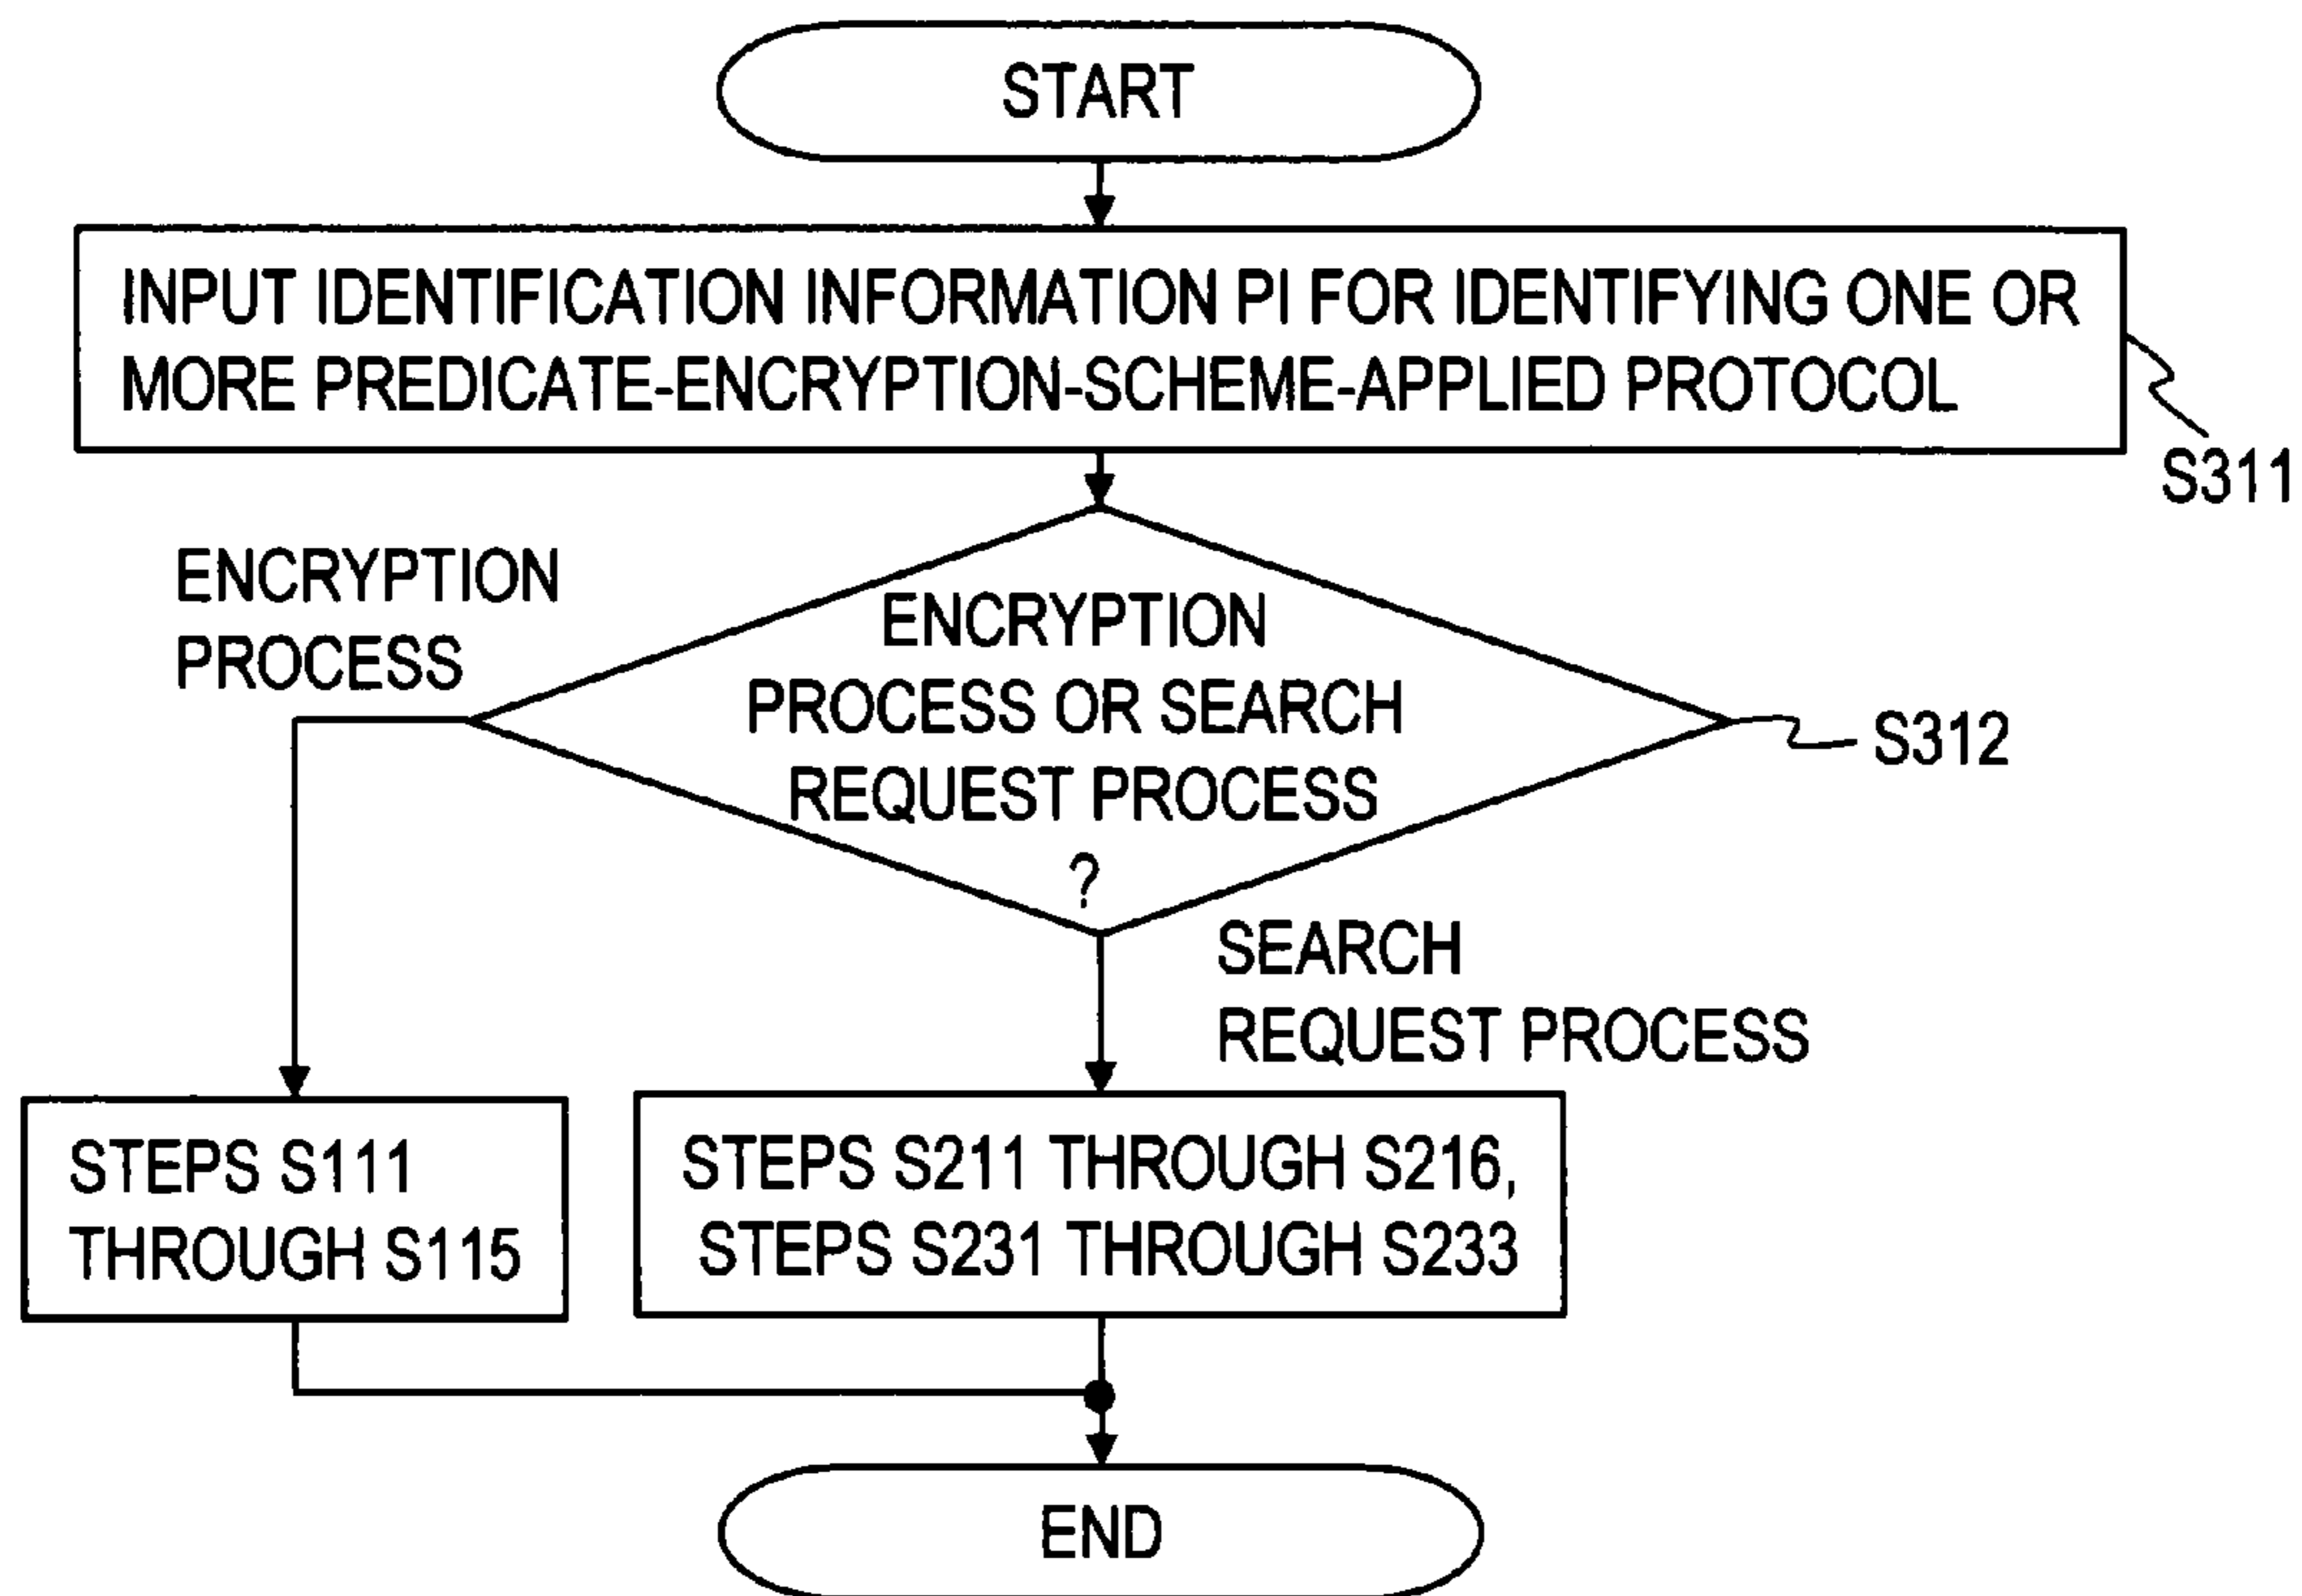 START
INPUT IDENTIFICATION INFORMATION PI FOR IDENTIFYING ONE OR
MORE PREDICATE-ENCRYPTION-SCHEME-APPLIED PROTOCOL
S311
ENCRYPTION
PROCESS
ENCRYPTION
PROCESS OR SEARCH
REQUEST PROCESS
?
S312
SEARCH
REQUEST PROCESS
STEPS S111
THROUGH S115
STEPS S211 THROUGH S216,
STEPS S231 THROUGH S233
END